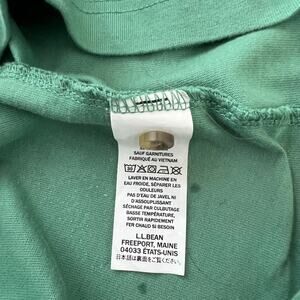 SAUF GARNITURES
FABRIQUÉ AU VIETNAM
LAVER EN MACHINE EN
EAU FROIDE, SÉPARER LES
COULEURS
PAS D'EAU DE JAVEL NI
D'ASSOUPLISSANT
SÉCHAGE PAR CULBUTAGE
BASSE TEMPÉRATURE,
SORTIR RAPIDEMENT
FER CHAUD SI BESOIN
L.L.BEAN
FREEPORT, MAINE
04033 ÉTATS-UNIS
日本語は裏面をご覧ください。